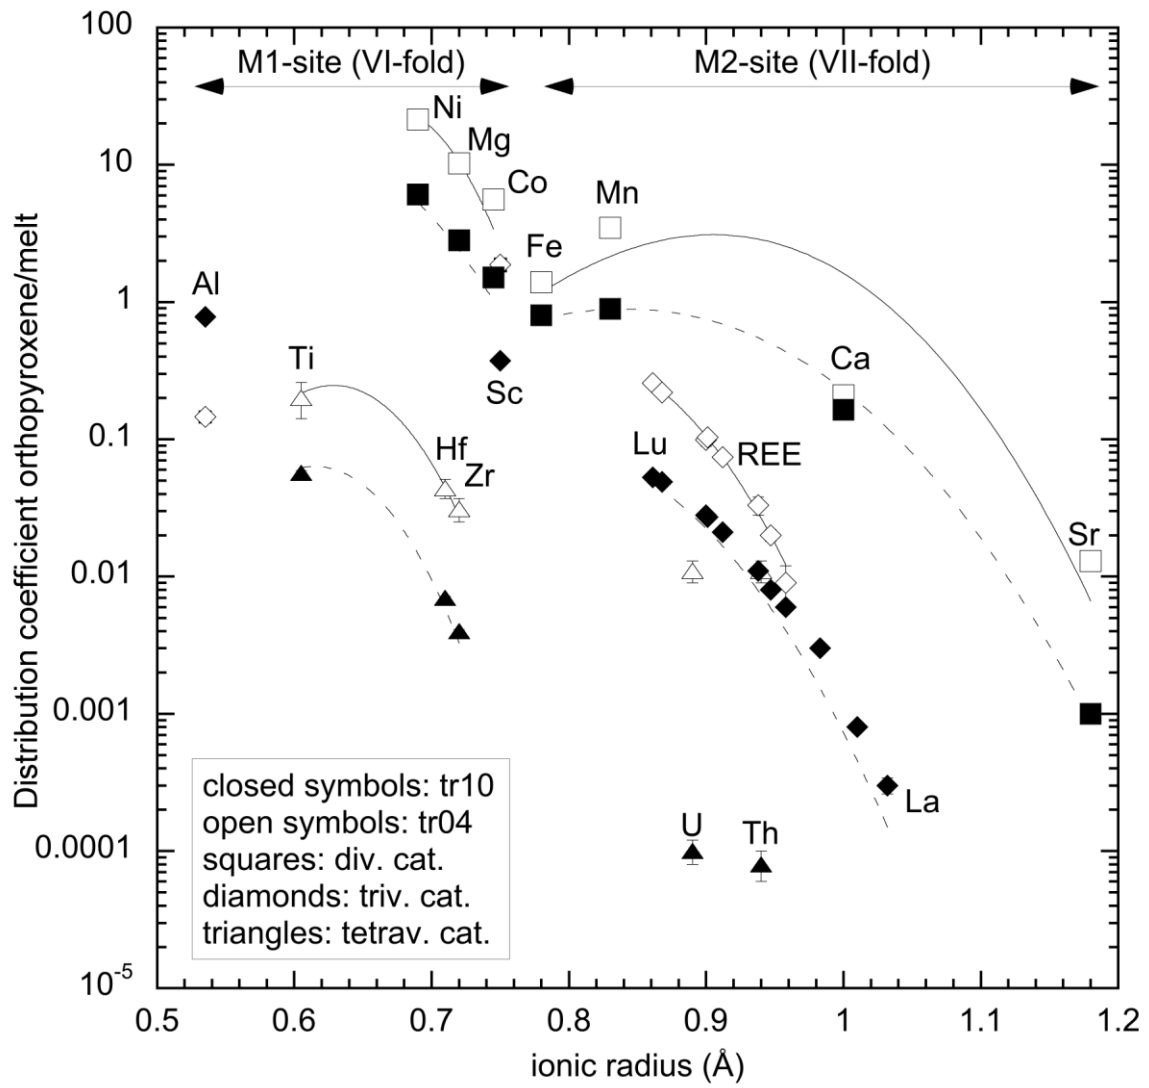 Distribution coefficient orthopyroxene/melt
100
10
1
0.1
0.01
0.001
0.0001
10-5
M1-site (VI-fold)
M2-site (VII-fold)
Ni
Mg
Co
Mn
Fe
Al
Ti
Sc
Ca
Hf
Zr
Lu
REE
Sr
U
Th
La
closed symbols: tr10
open symbols: tr04
squares: div. cat.
diamonds: triv. cat.
triangles: tetrav. cat.
0.5
0.6
0.7
0.8
0.9
1
1.1
1.2
ionic radius (Å)